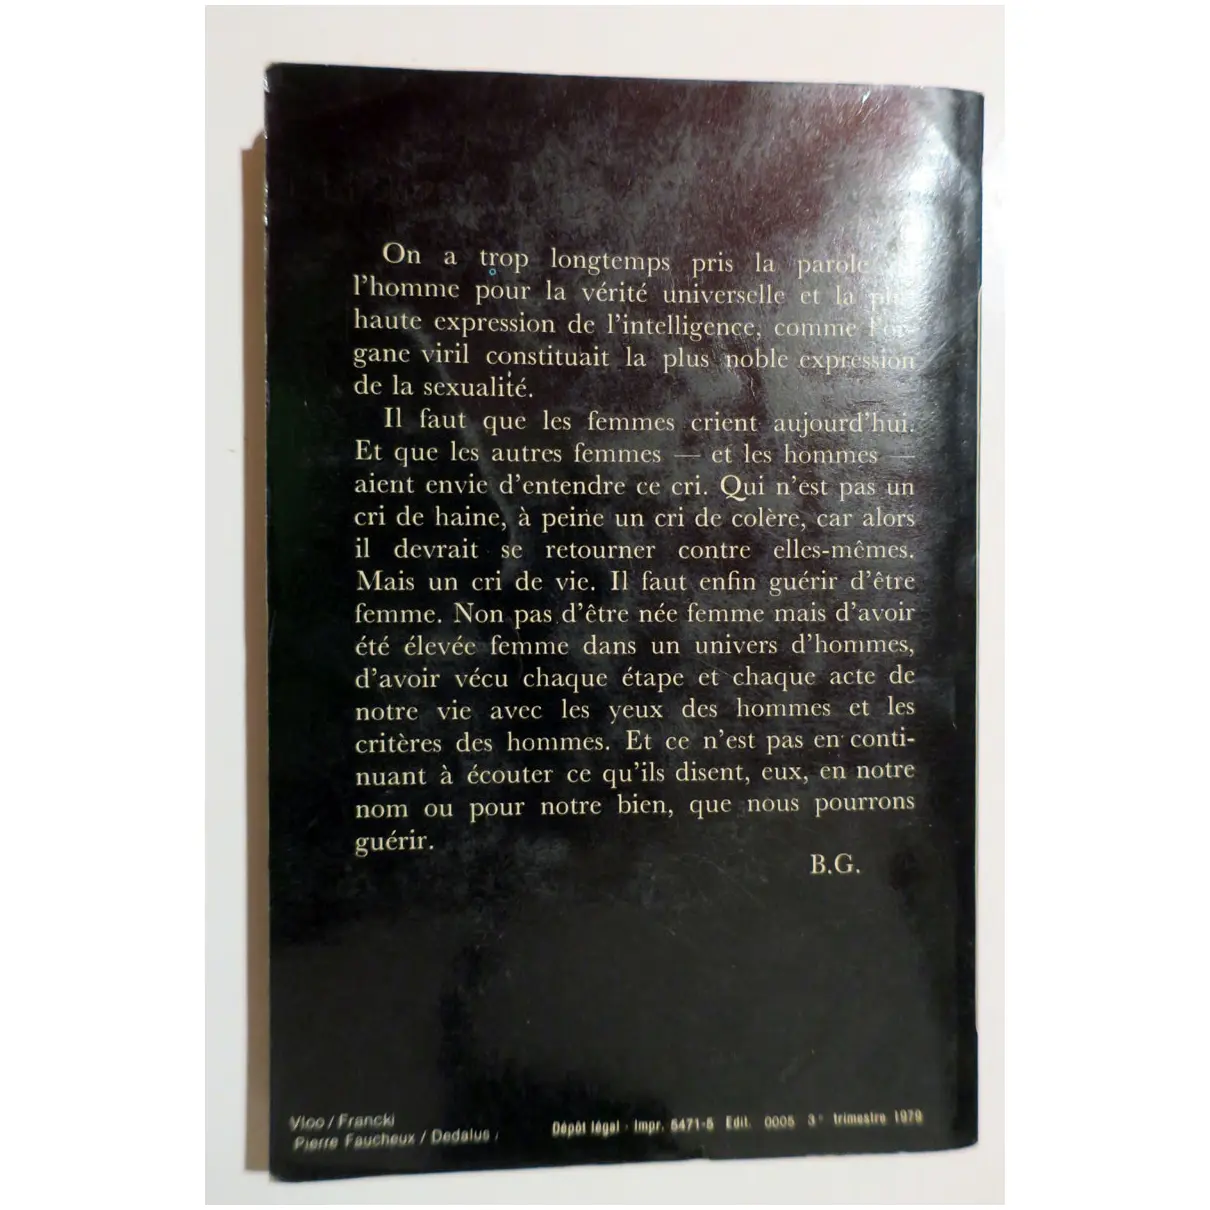 On a trop longtemps pris la parole
l'homme pour la vérité universelle et la plus
haute expression de l'intelligence, comme l'or-
gane viril constituait la plus noble expression
de la sexualité.
Il faut que les femmes crient aujourd'hui.
Et que les autres femmes — et les hommes —
aient envie d'entendre ce cri. Qui n'est pas un
cri de haine, à peine un cri de colère, car alors
il devrait se retourner contre elles-mêmes.
Mais un cri de vie. Il faut enfin guérir d'être
femme. Non pas d'être née femme mais d'avoir
été élevée femme dans un univers d'hommes,
d'avoir vécu chaque étape et chaque acte de
notre vie avec les yeux des hommes et les
critères des hommes. Et ce n'est pas en conti-
nuant à écouter ce qu'ils disent, eux, en notre
nom ou pour notre bien, que nous pourrons
guérir.
B.G.
Vloo / Francki
Pierre Faucheux / Dedalus
Dépôt légal - Impr. 5471-5 Edit. 0005 3e trimestre 1979